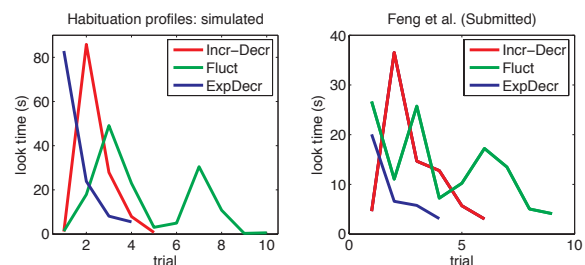 Habituation profiles: simulated
80
60
40
20
0
look time (s)
2
4
6
8
10
trial
Incr-Decr
Fluct
ExpDecr
Feng et al. (Submitted)
40
30
20
10
0
look time (s)
0
5
10
trial
Incr-Decr
Fluct
ExpDecr